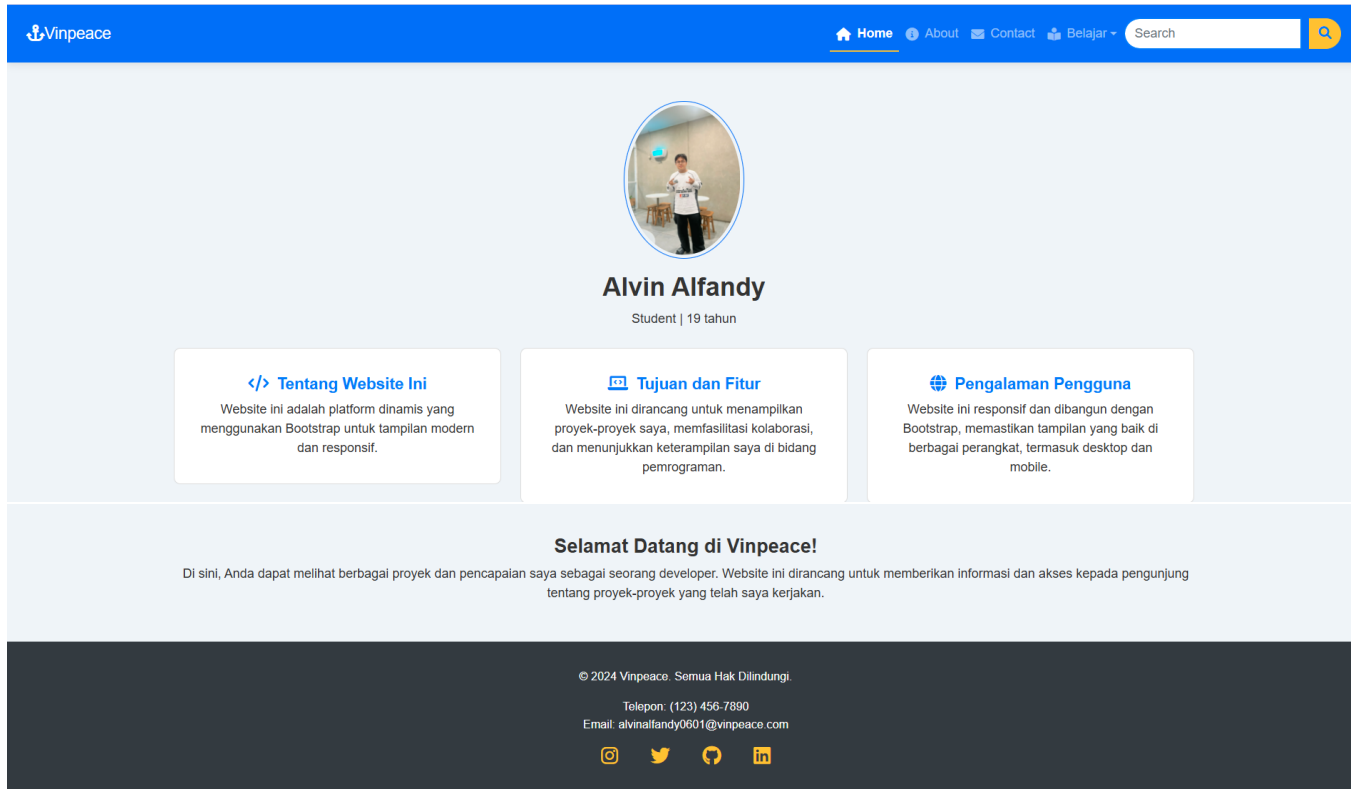 Vinpeace
Home About Contact Belajar Search
Alvin Alfandy
Student | 19 tahun
Tentang Website Ini
Website ini adalah platform dinamis yang
menggunakan Bootstrap untuk tampilan modern
dan responsif.
Tujuan dan Fitur
Website ini dirancang untuk menampilkan
proyek-proyek saya, memfasilitasi kolaborasi,
dan menunjukkan keterampilan saya di bidang
pemrograman.
Pengalaman Pengguna
Website ini responsif dan dibangun dengan
Bootstrap, memastikan tampilan yang baik di
berbagai perangkat, termasuk desktop dan
mobile.
Selamat Datang di Vinpeace!
Di sini, Anda dapat melihat berbagai proyek dan pencapaian saya sebagai seorang developer. Website ini dirancang untuk memberikan informasi dan akses kepada pengunjung
tentang proyek-proyek yang telah saya kerjakan.
© 2024 Vinpeace. Semua Hak Dilindungi.
Telepon: (123) 456-7890
Email: alvinalfandy0601@vinpeace.com